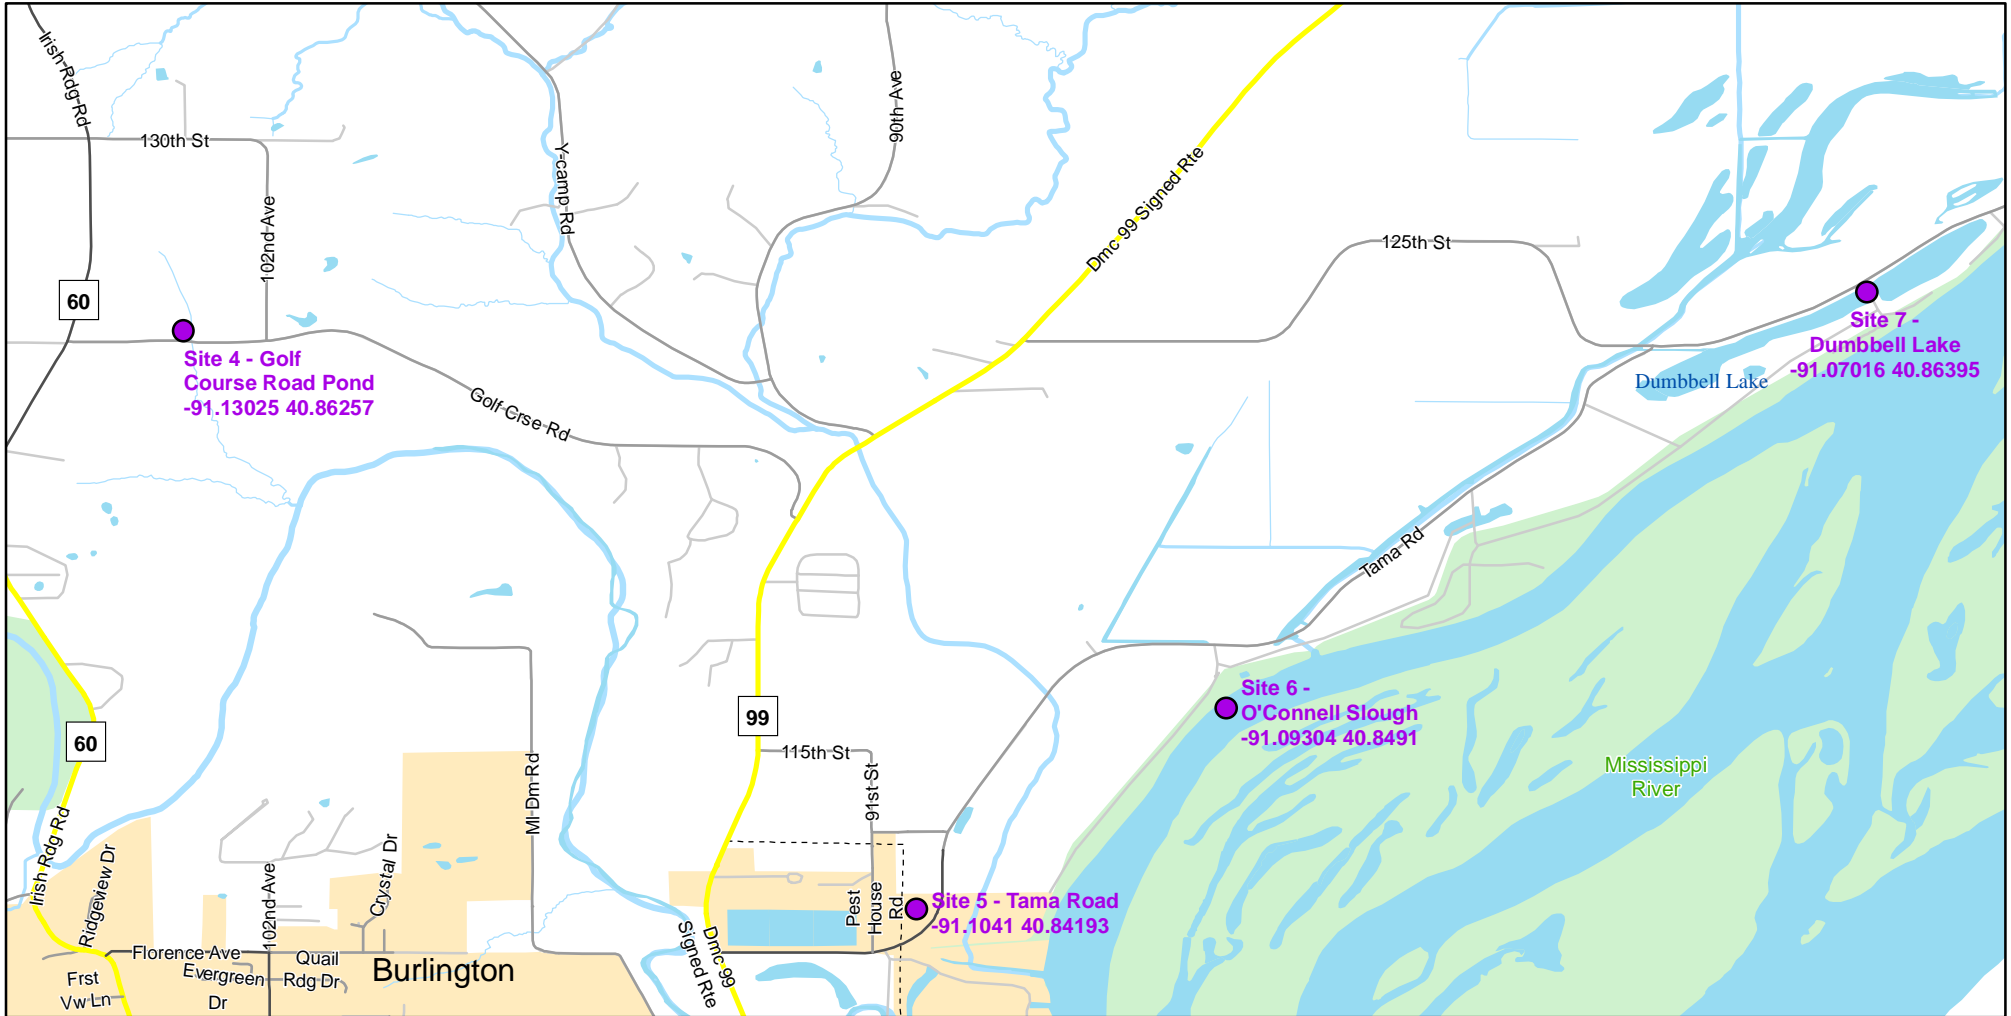 Irish Rdg Rd
130th St
102nd Ave
60
Site 4 - Golf
Course Road Pond
-91.13025 40.86257
Y-camp Rd
90th Ave
Dmc 99 Signed Rte
125th St
Site 7 -
Dumbbell Lake
-91.07016 40.86395
Dumbbell Lake
Golf Crse Rd
Tama Rd
Site 6 -
O'Connell Slough
-91.09304 40.8491
99
60
115th St
91st St
Mississippi
River
Ml Dm Rd
Irish Rdg Rd
Ridgeview Dr
Crystal Dr
102nd Ave
Pest
House
Rd
Site 5 - Tama Road
-91.1041 40.84193
Florence Ave
Evergreen
Dr
Quail
Rdg Dr
Burlington
Frst
Vw Ln
Dmc 99
Signed Rte